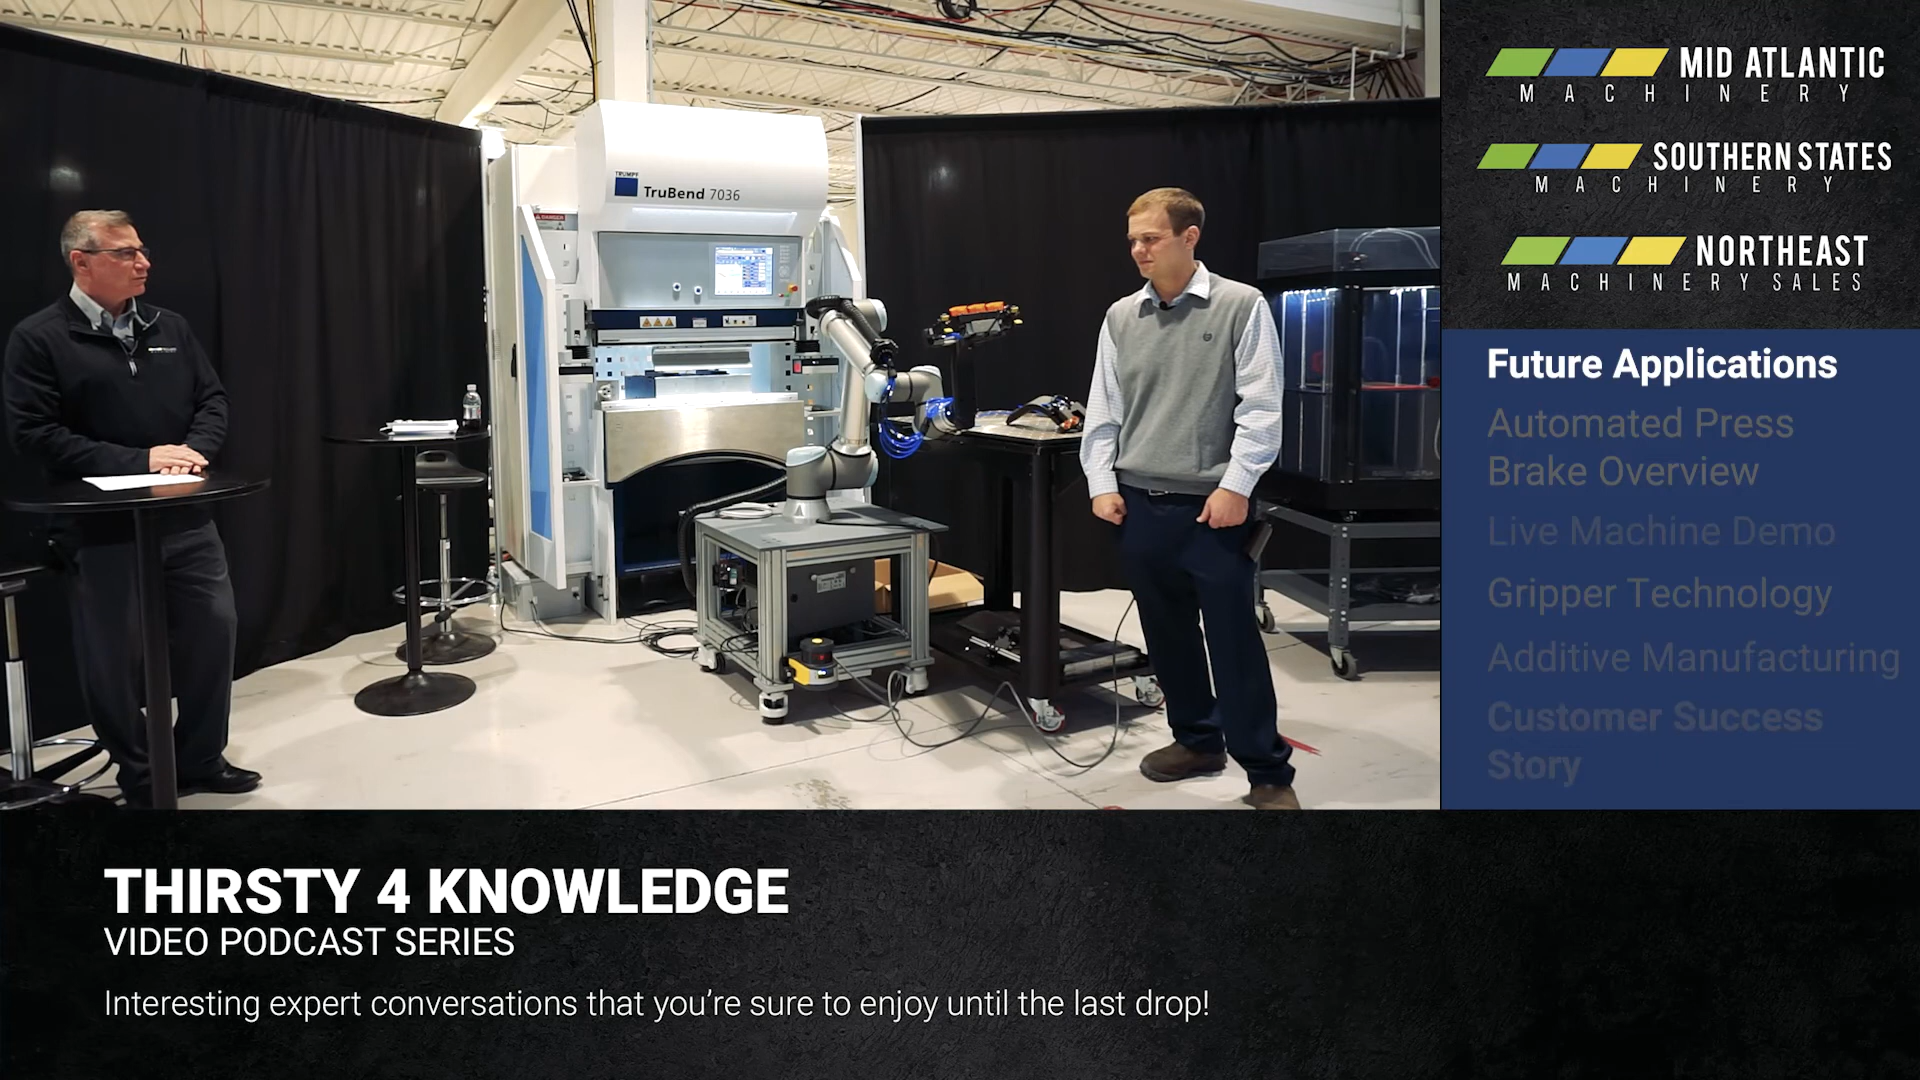 TRUMPF
TruBend 7036
DANGER
MID ATLANTIC
MACHINERY
SOUTHERN STATES
MACHINERY
NORTHEAST
MACHINERY SALES
Future Applications
Automated Press
Brake Overview
Live Machine Demo
Gripper Technology
Additive Manufacturing
Customer Success
Story
THIRSTY 4 KNOWLEDGE
VIDEO PODCAST SERIES
Interesting expert conversations that you're sure to enjoy until the last drop!